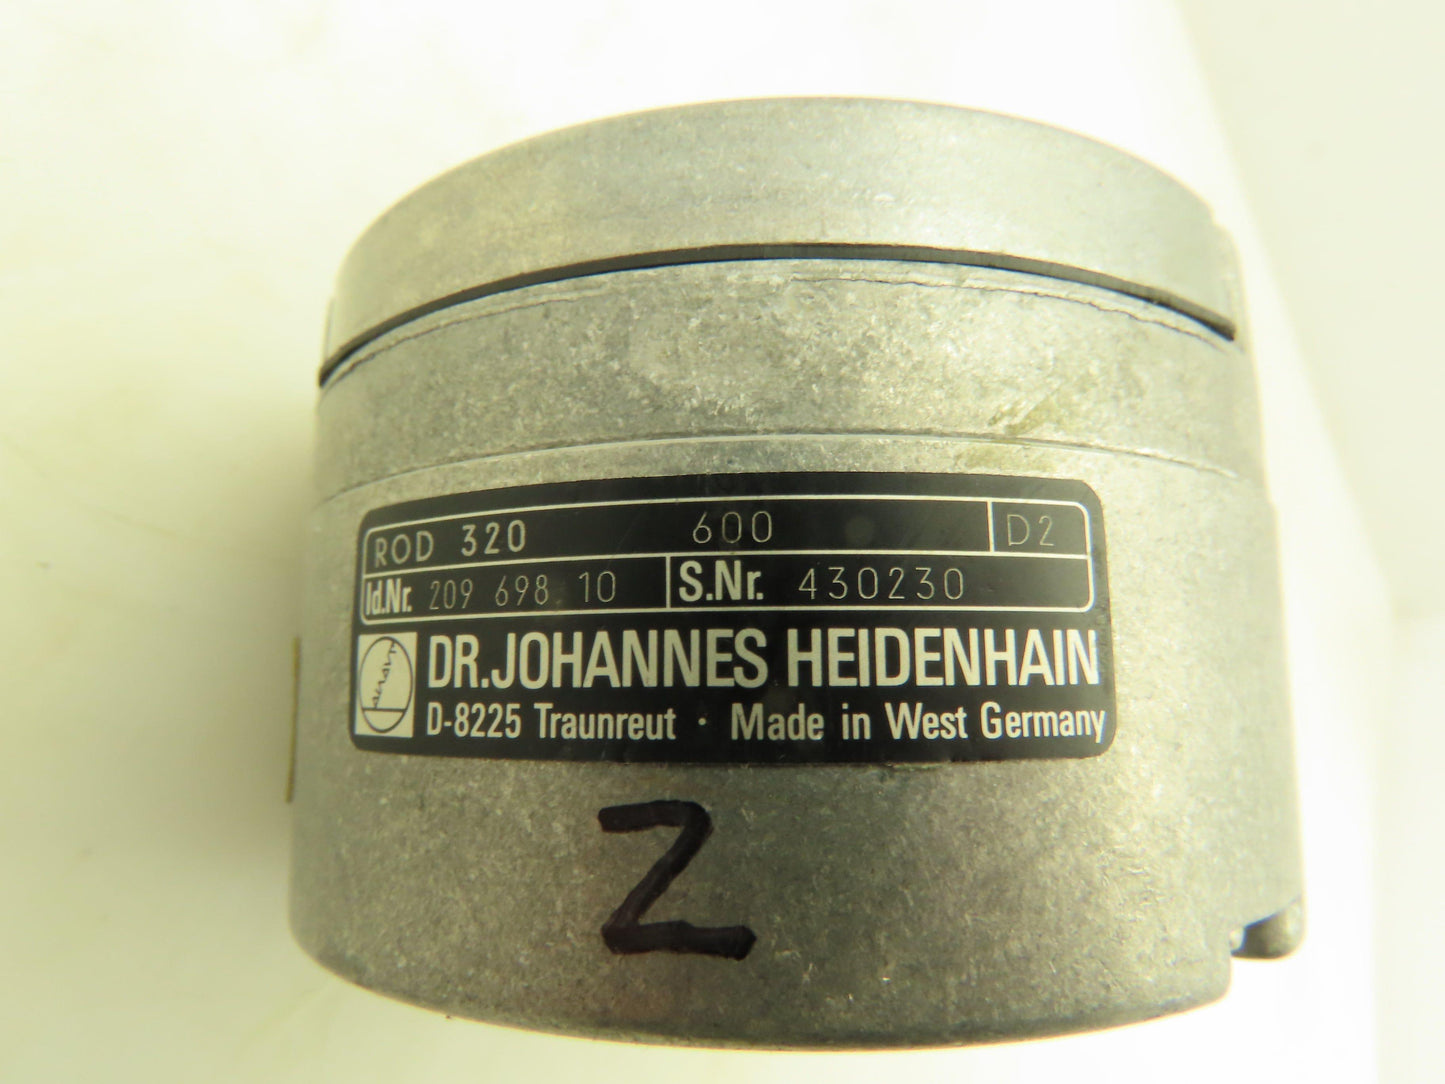 ROD 320 600 D2
Id.Nr. 209 698 10 S.Nr. 430230
DR. JOHANNES HEIDENHAIN
D-8225 Traunreut · Made in West Germany
Z